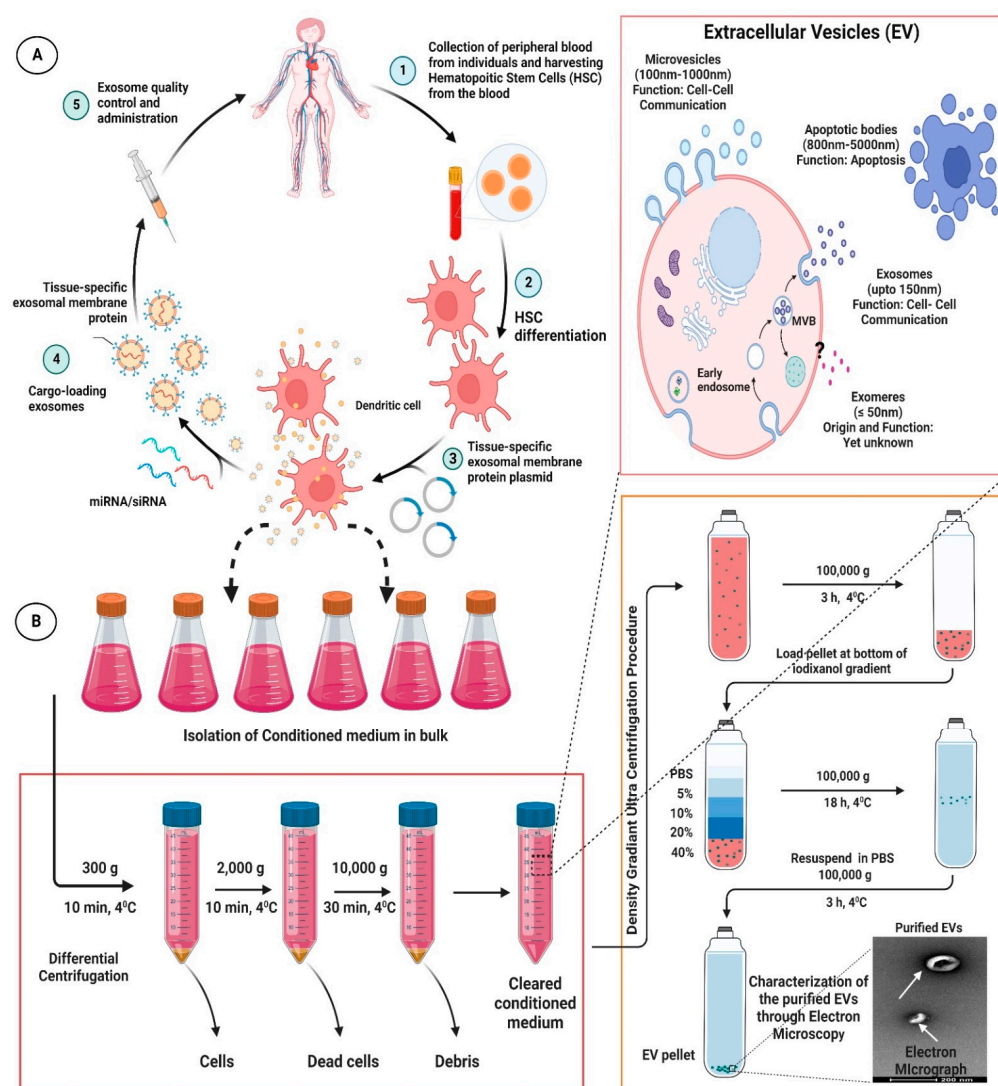 A
1
Collection of peripheral blood
from individuals and harvesting
Hematopoitic Stem Cells (HSC)
from the blood
5
Exosome quality
control and
administration
2
HSC
differentiation
Tissue-specific
exosomal membrane
protein
4
Cargo-loading
exosomes
Dendritic cell
3
Tissue-specific
exosomal membrane
protein plasmid
miRNA/siRNA
Extracellular Vesicles (EV)
Microvesicles
(100nm-1000nm)
Function: Cell-Cell
Communication
Apoptotic bodies
(800nm-5000nm)
Function: Apoptosis
Exosomes
(upto 150nm)
Function: Cell- Cell
Communication
MVB
?
Early
endosome
Exomeres
(≤ 50nm)
Origin and Function:
Yet unknown
B
Isolation of Conditioned medium in bulk
300 g
10 min, 4⁰C
2,000 g
10 min, 4⁰C
10,000 g
30 min, 4⁰C
Differential
Centrifugation
Cells
Dead cells
Debris
Cleared
conditioned
medium
Density Gradiant Ultra Centrifugation Procedure
100,000 g
3 h, 4⁰C
Load pellet at bottom of
iodixanol gradient
PBS
5%
10%
20%
40%
100,000 g
18 h, 4⁰C
Resuspend in PBS
100,000 g
3 h, 4⁰C
EV pellet
Characterization of
the purified EVs
through Electron
Microscopy
Purified EVs
Electron
MIcrograph
200 nm